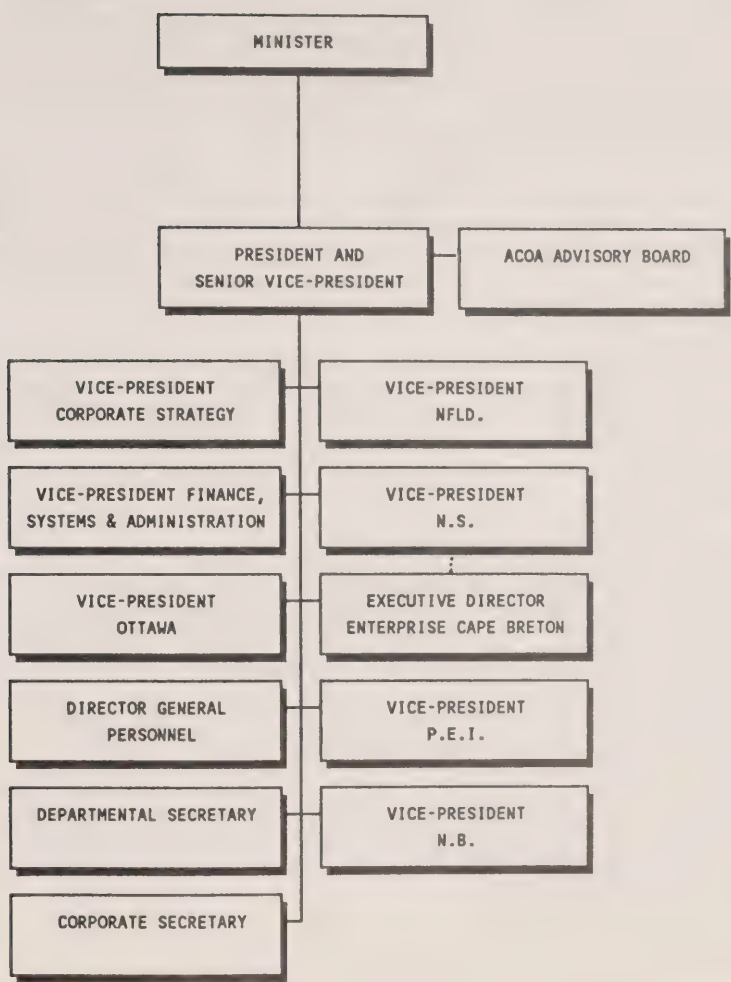 MINISTER
PRESIDENT AND
SENIOR VICE-PRESIDENT
ACOA ADVISORY BOARD
VICE-PRESIDENT
CORPORATE STRATEGY
VICE-PRESIDENT
NFLD.
VICE-PRESIDENT FINANCE,
SYSTEMS & ADMINISTRATION
VICE-PRESIDENT
N.S.
VICE-PRESIDENT
OTTAWA
EXECUTIVE DIRECTOR
ENTERPRISE CAPE BRETON
DIRECTOR GENERAL
PERSONNEL
VICE-PRESIDENT
P.E.I.
DEPARTMENTAL SECRETARY
VICE-PRESIDENT
N.B.
CORPORATE SECRETARY